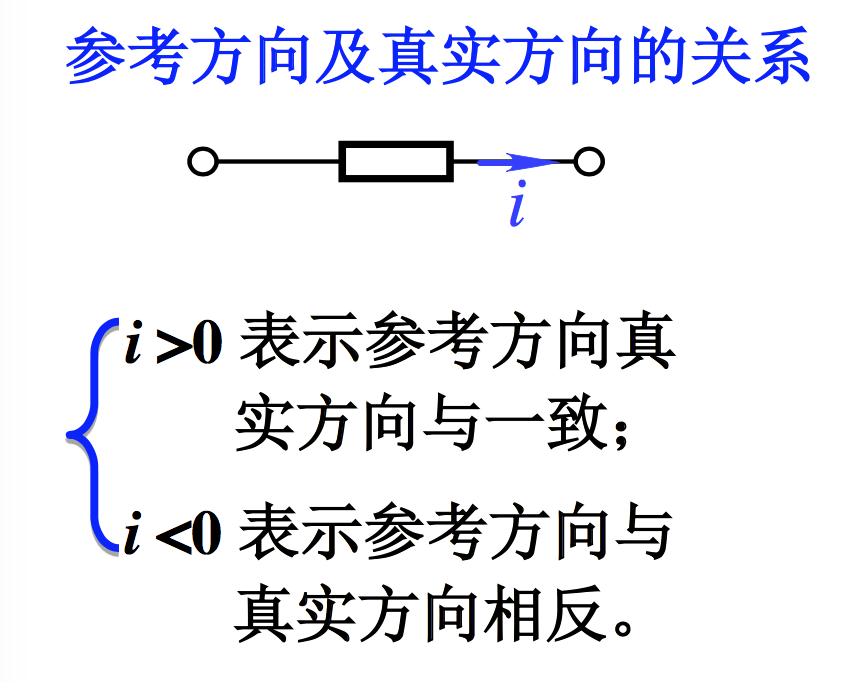 参考方向及真实方向的关系
i
i >0 表示参考方向真
实方向与一致；
i <0 表示参考方向与
真实方向相反。